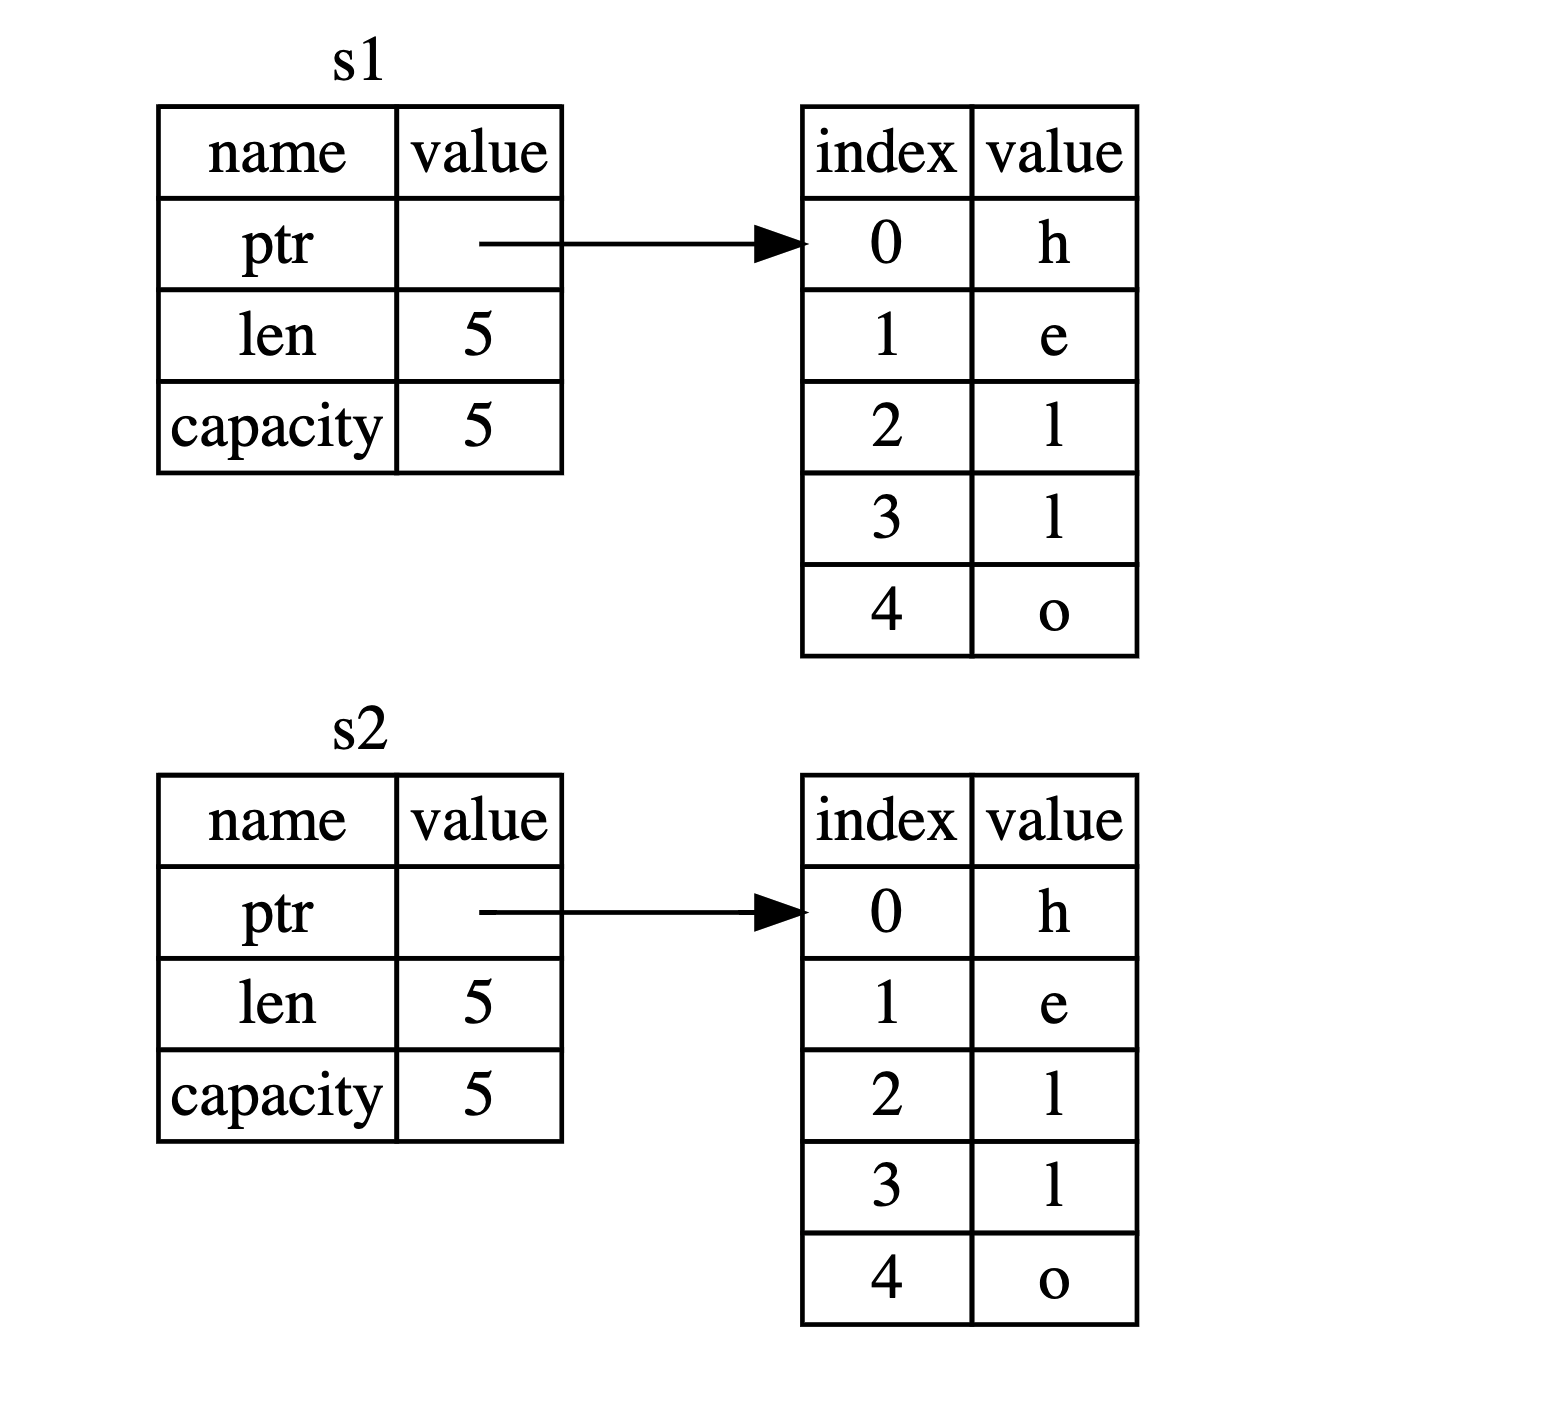 s1
name value
ptr
len 5
capacity 5
index value
0 h
1 e
2 l
3 l
4 o
s2
name value
ptr
len 5
capacity 5
index value
0 h
1 e
2 l
3 l
4 o